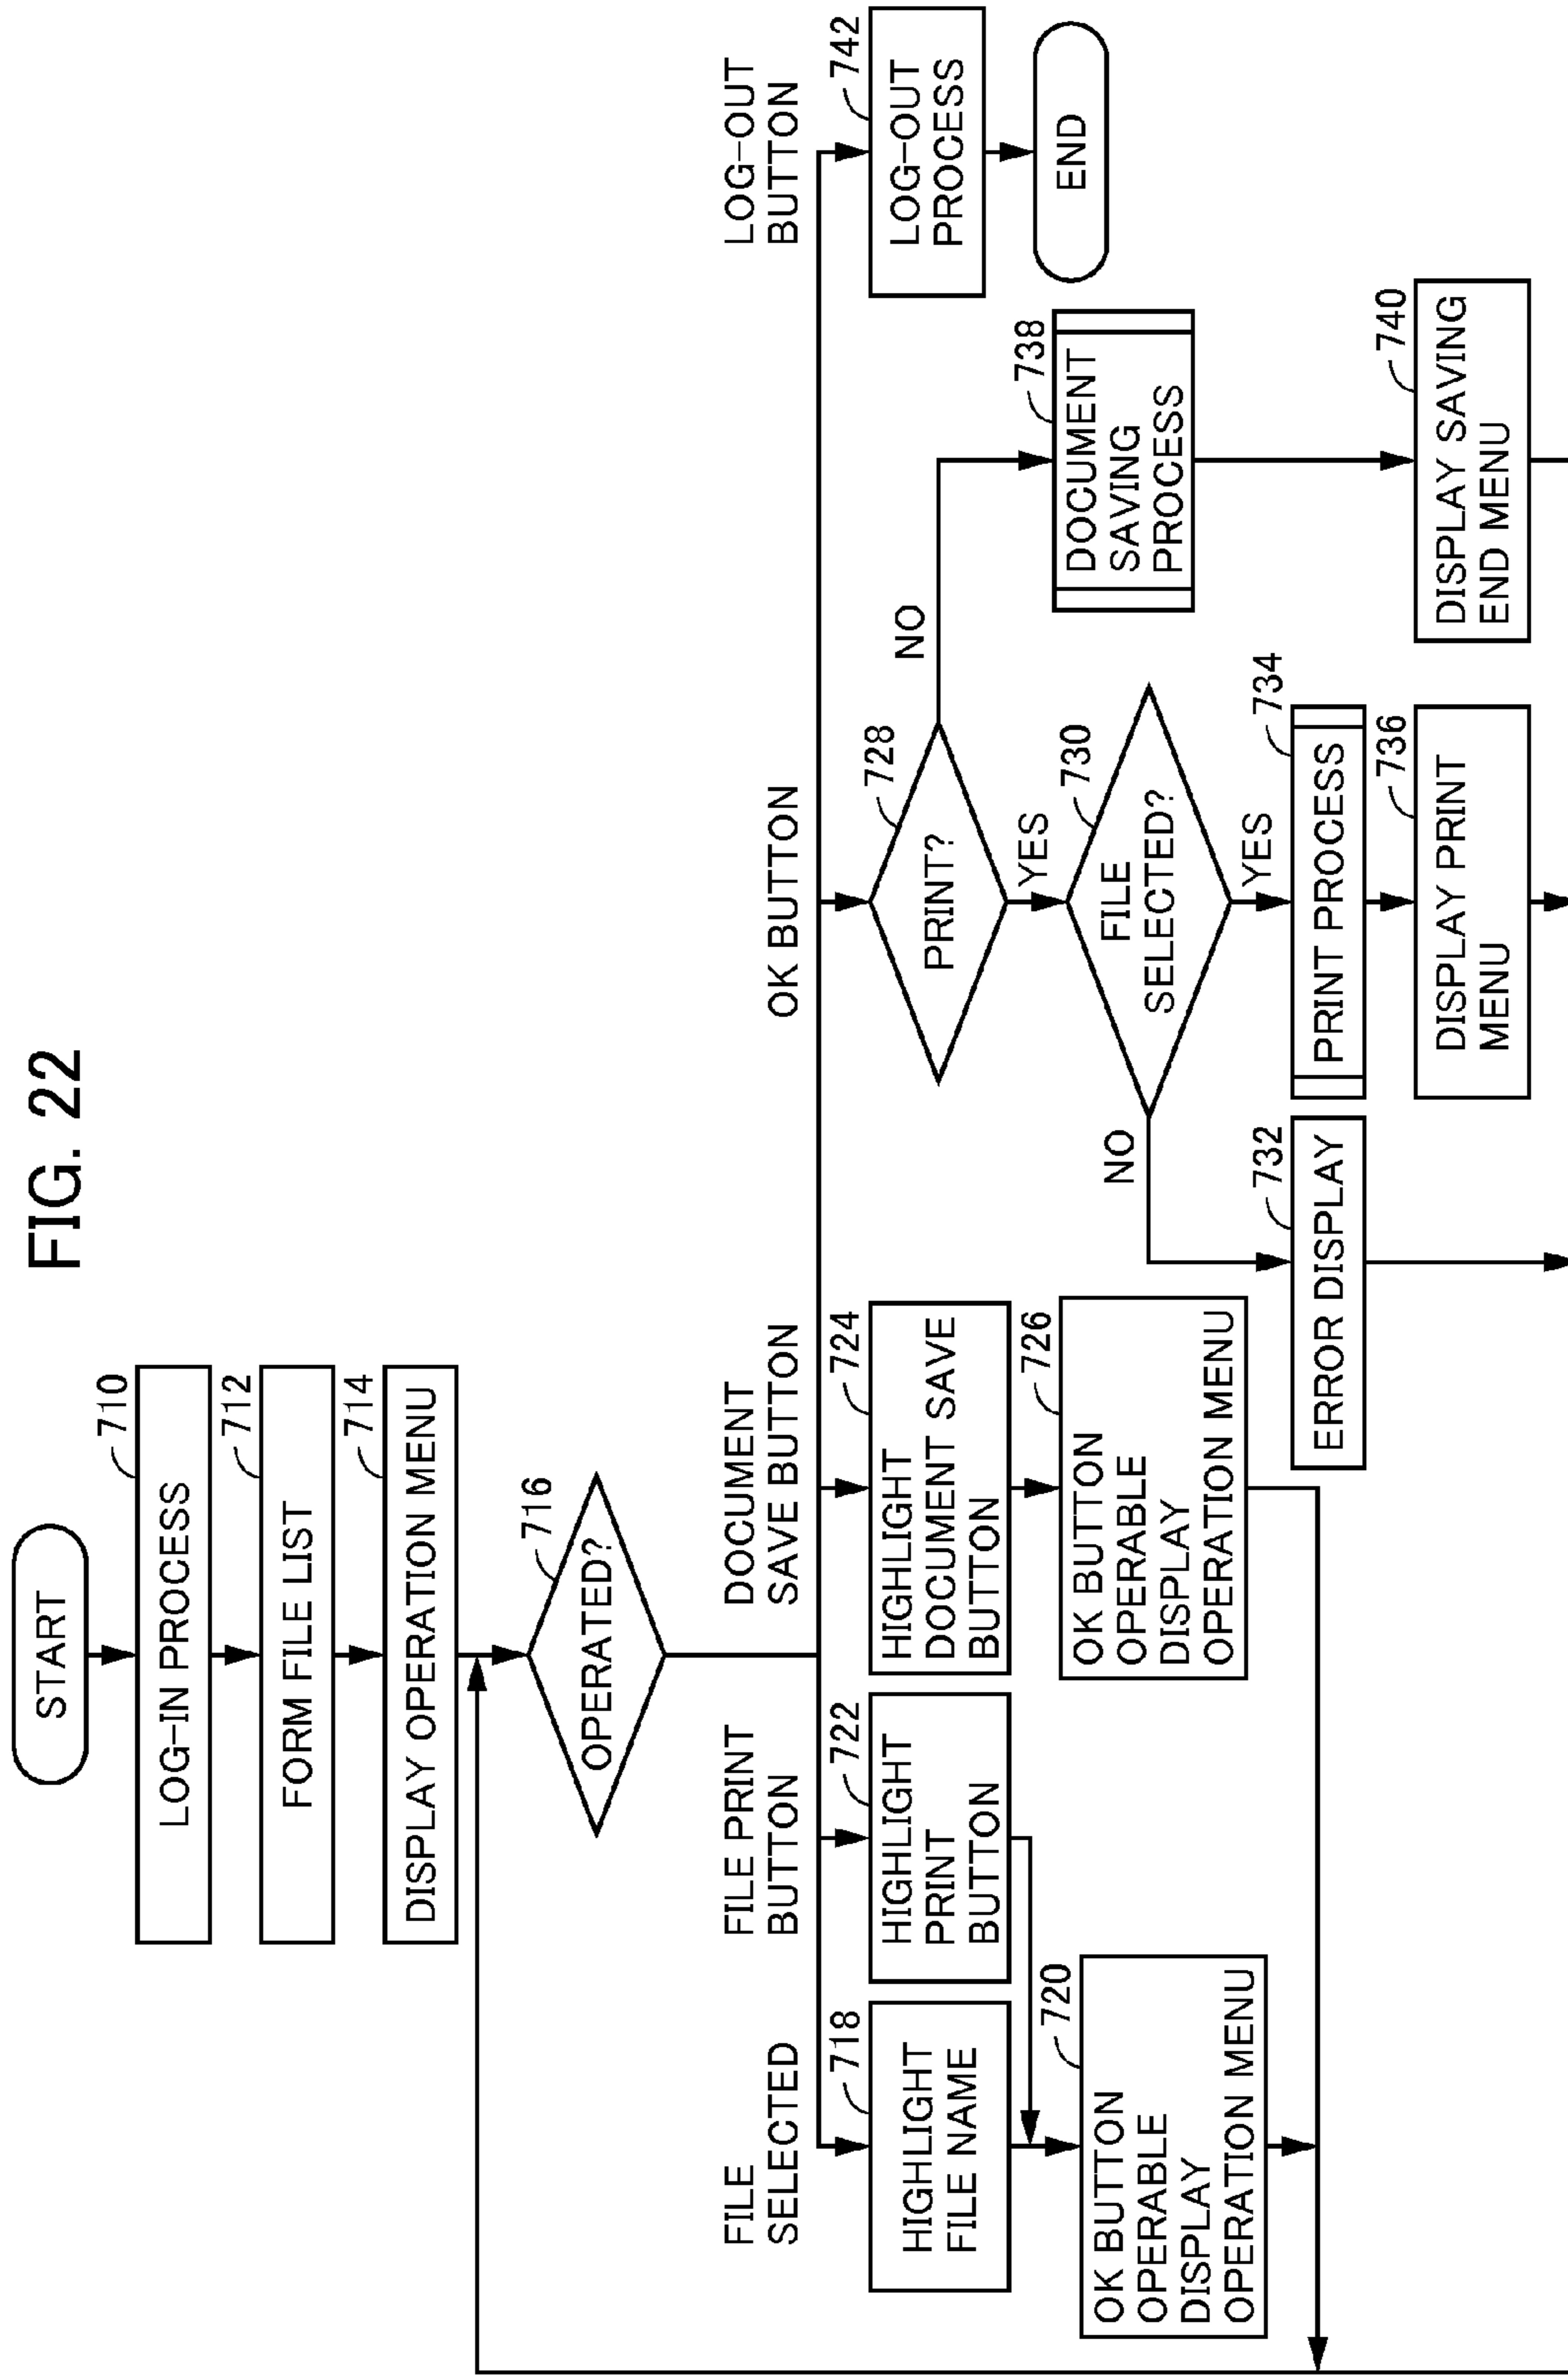 FIG. 22
START
710
LOG-IN PROCESS
712
FORM FILE LIST
714
DISPLAY OPERATION MENU
716
OPERATED?
FILE
SELECTED
FILE PRINT
BUTTON
DOCUMENT
SAVE BUTTON
OK BUTTON
LOG-OUT
BUTTON
718
HIGHLIGHT
FILE NAME
722
HIGHLIGHT
PRINT
BUTTON
720
OK BUTTON
OPERABLE
DISPLAY
OPERATION MENU
724
HIGHLIGHT
DOCUMENT SAVE
BUTTON
726
OK BUTTON
OPERABLE
DISPLAY
OPERATION MENU
728
PRINT?
NO
YES
730
FILE
SELECTED?
NO
YES
732
ERROR DISPLAY
734
PRINT PROCESS
736
DISPLAY PRINT
MENU
738
DOCUMENT
SAVING
PROCESS
740
DISPLAY SAVING
END MENU
742
LOG-OUT
PROCESS
END